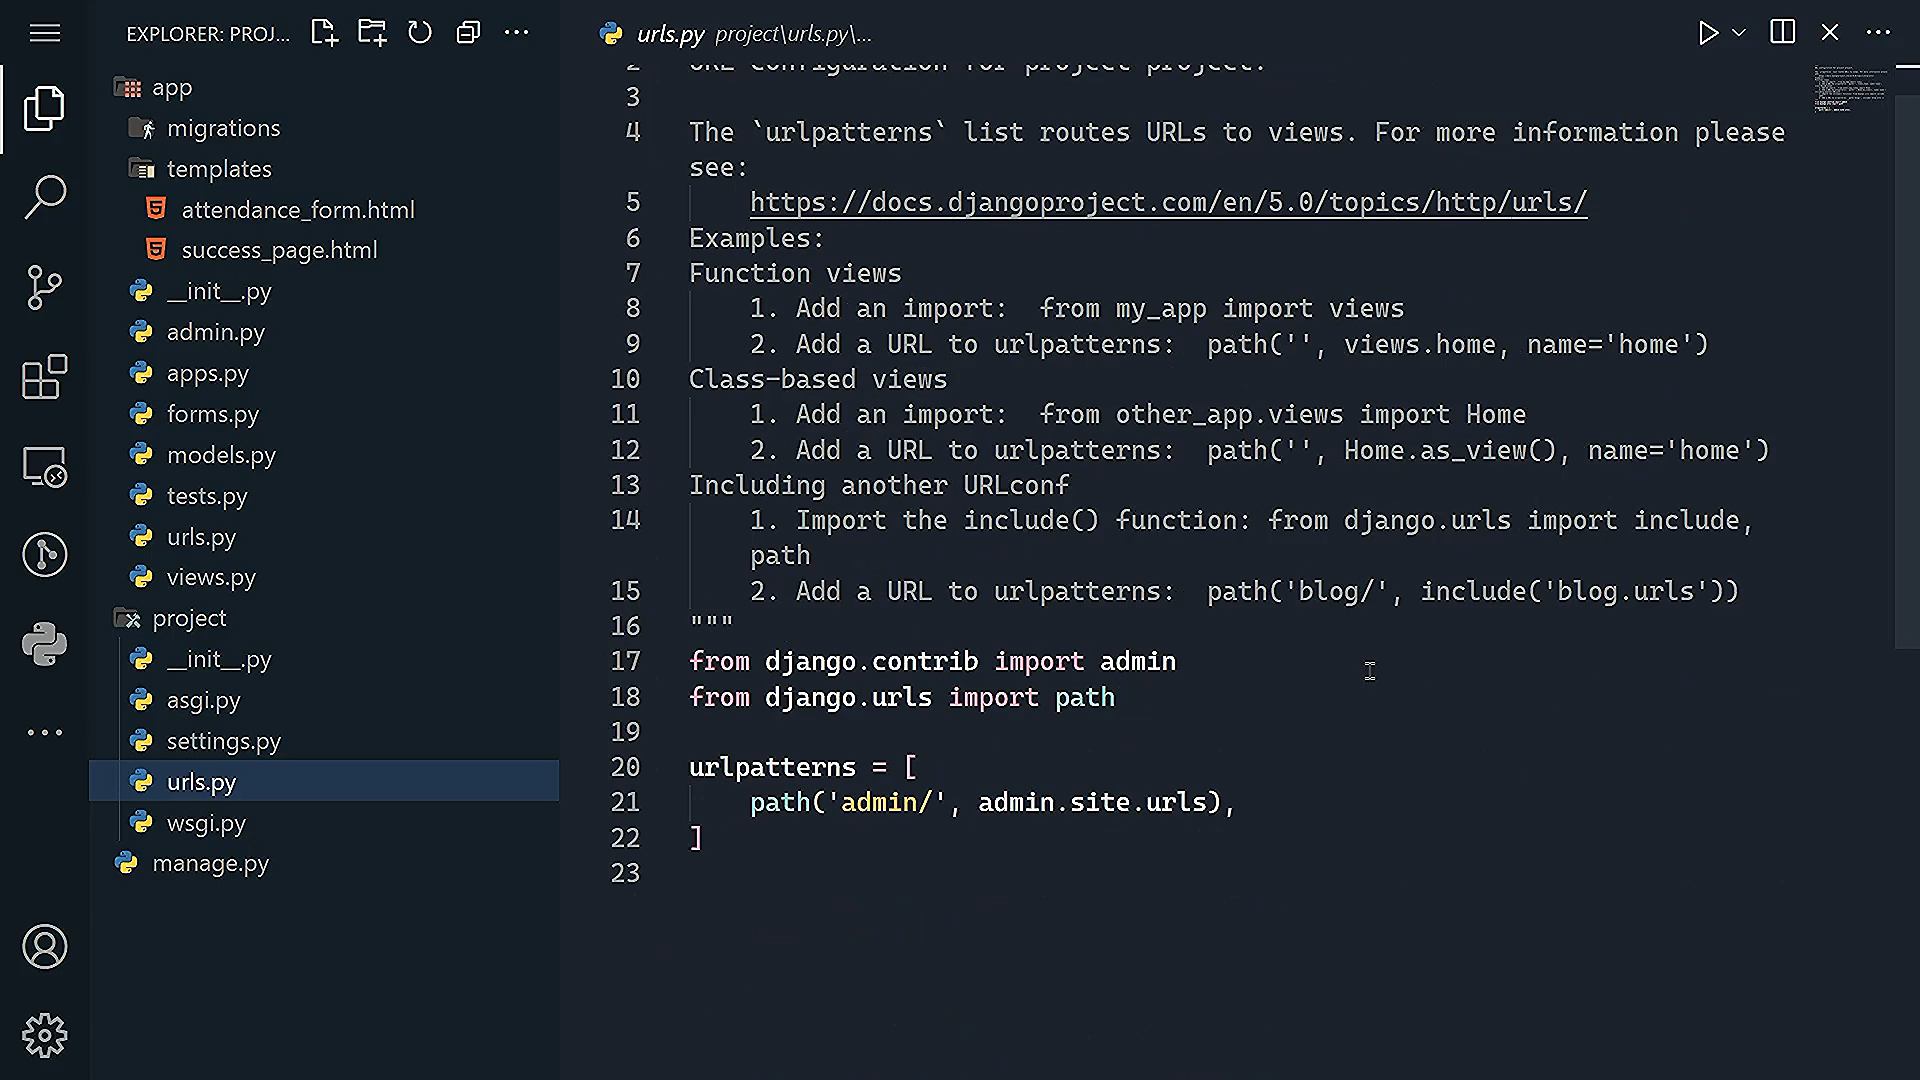 EXPLORER: PROJ...
app
migrations
templates
attendance_form.html
success_page.html
__init__.py
admin.py
apps.py
forms.py
models.py
tests.py
urls.py
views.py
project
__init__.py
asgi.py
settings.py
urls.py
wsgi.py
manage.py
urls.py project\urls.py\...
2 URL configuration for project project.
3
4 The `urlpatterns` list routes URLs to views. For more information please
see:
5 https://docs.djangoproject.com/en/5.0/topics/http/urls/
6 Examples:
7 Function views
8 1. Add an import:  from my_app import views
9 2. Add a URL to urlpatterns:  path('', views.home, name='home')
10 Class-based views
11 1. Add an import:  from other_app.views import Home
12 2. Add a URL to urlpatterns:  path('', Home.as_view(), name='home')
13 Including another URLconf
14 1. Import the include() function: from django.urls import include,
path
15 2. Add a URL to urlpatterns:  path('blog/', include('blog.urls'))
16 """
17 from django.contrib import admin
18 from django.urls import path
19
20 urlpatterns = [
21 path('admin/', admin.site.urls),
22 ]
23